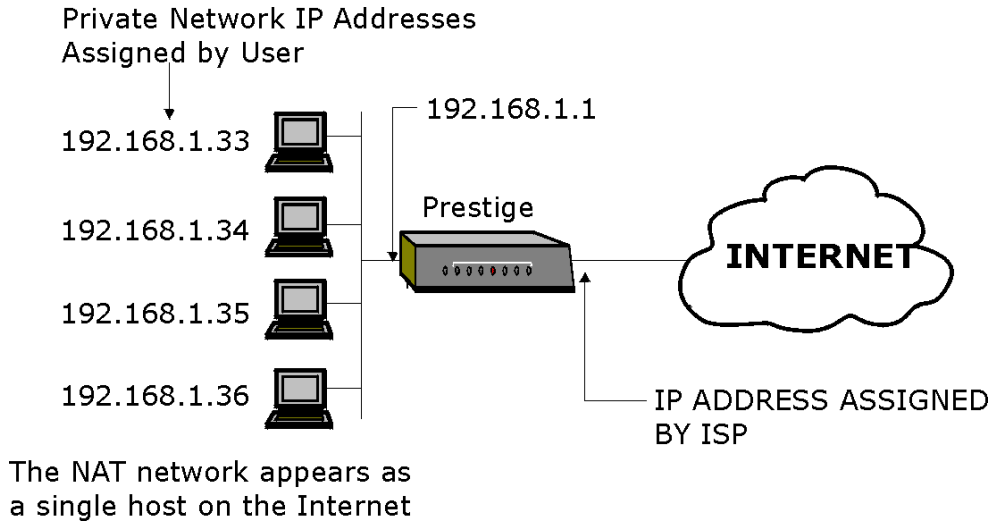 Private Network IP Addresses
Assigned by User
192.168.1.33
192.168.1.1
192.168.1.34
Prestige
INTERNET
192.168.1.35
192.168.1.36
IP ADDRESS ASSIGNED
BY ISP
The NAT network appears as
a single host on the Internet